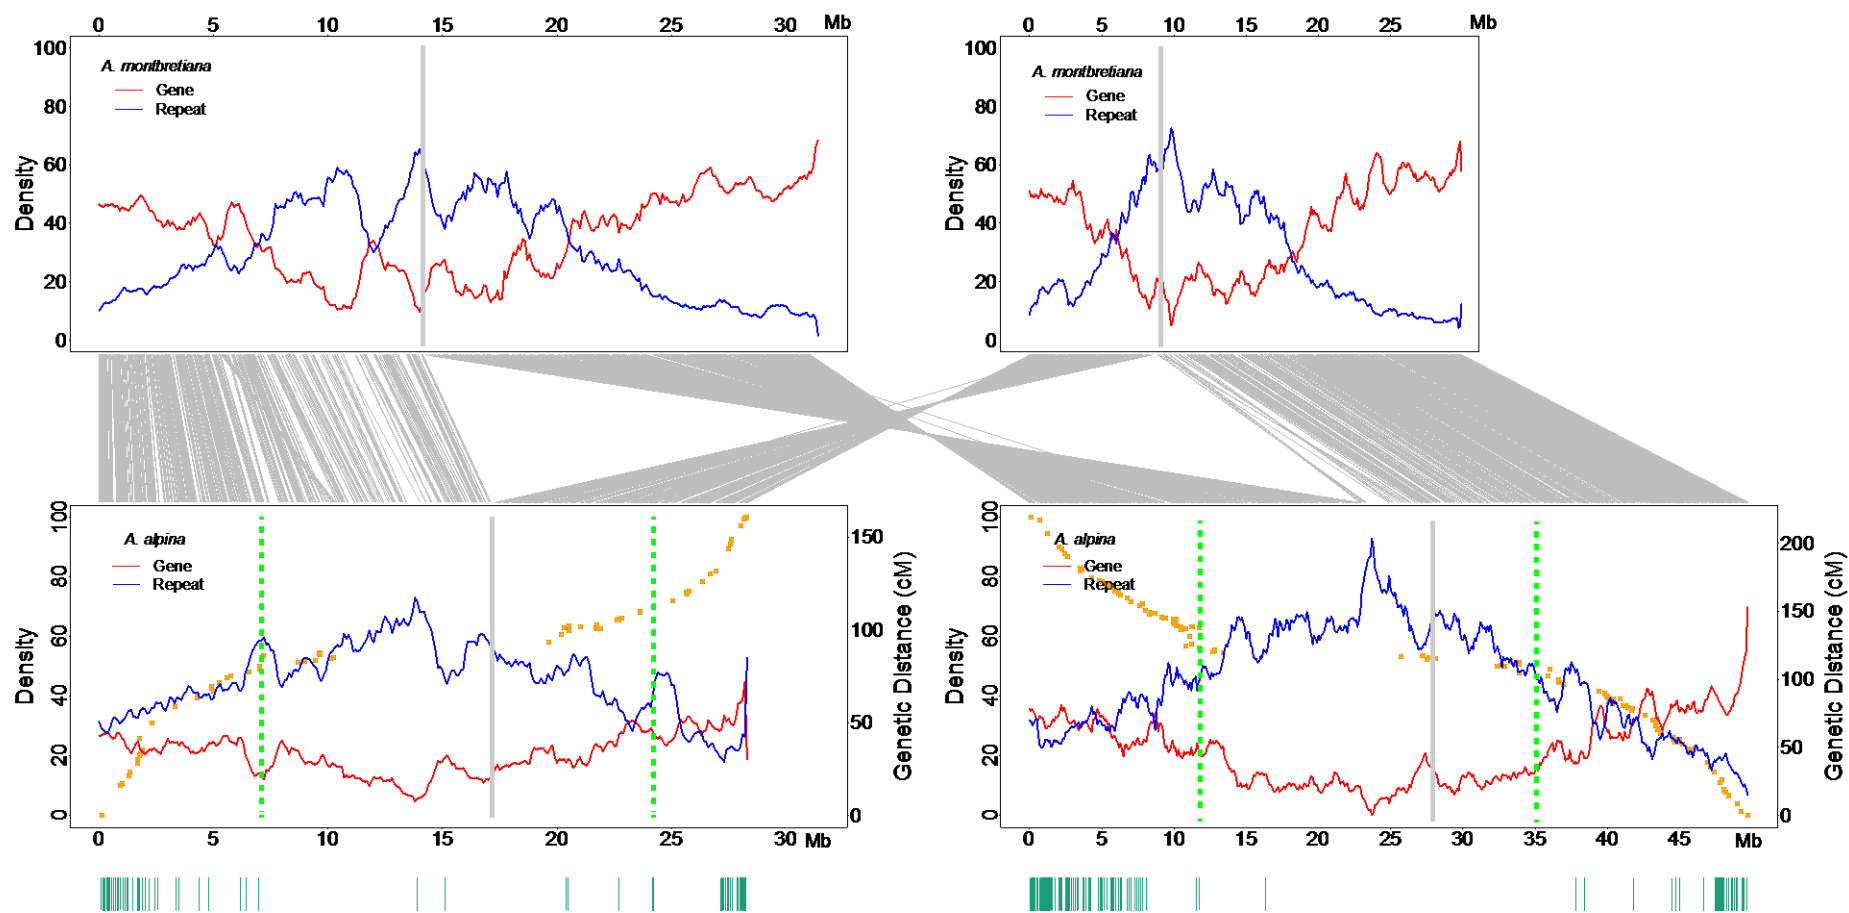 0 5 10 15 20 25 30 Mb
100
80
60
40
20
0
Density
A. montbretiana
Gene
Repeat
0 5 10 15 20 25 Mb
100
80
60
40
20
0
Density
A. montbretiana
Gene
Repeat
100
80
60
40
20
0
Density
A. alpina
Gene
Repeat
150
100
50
0
Genetic Distance (cM)
0 5 10 15 20 25 30 Mb
100
80
60
40
20
0
Density
A. alpina
Gene
Repeat
200
150
100
50
0
Genetic Distance (cM)
0 5 10 15 20 25 30 35 40 45 Mb